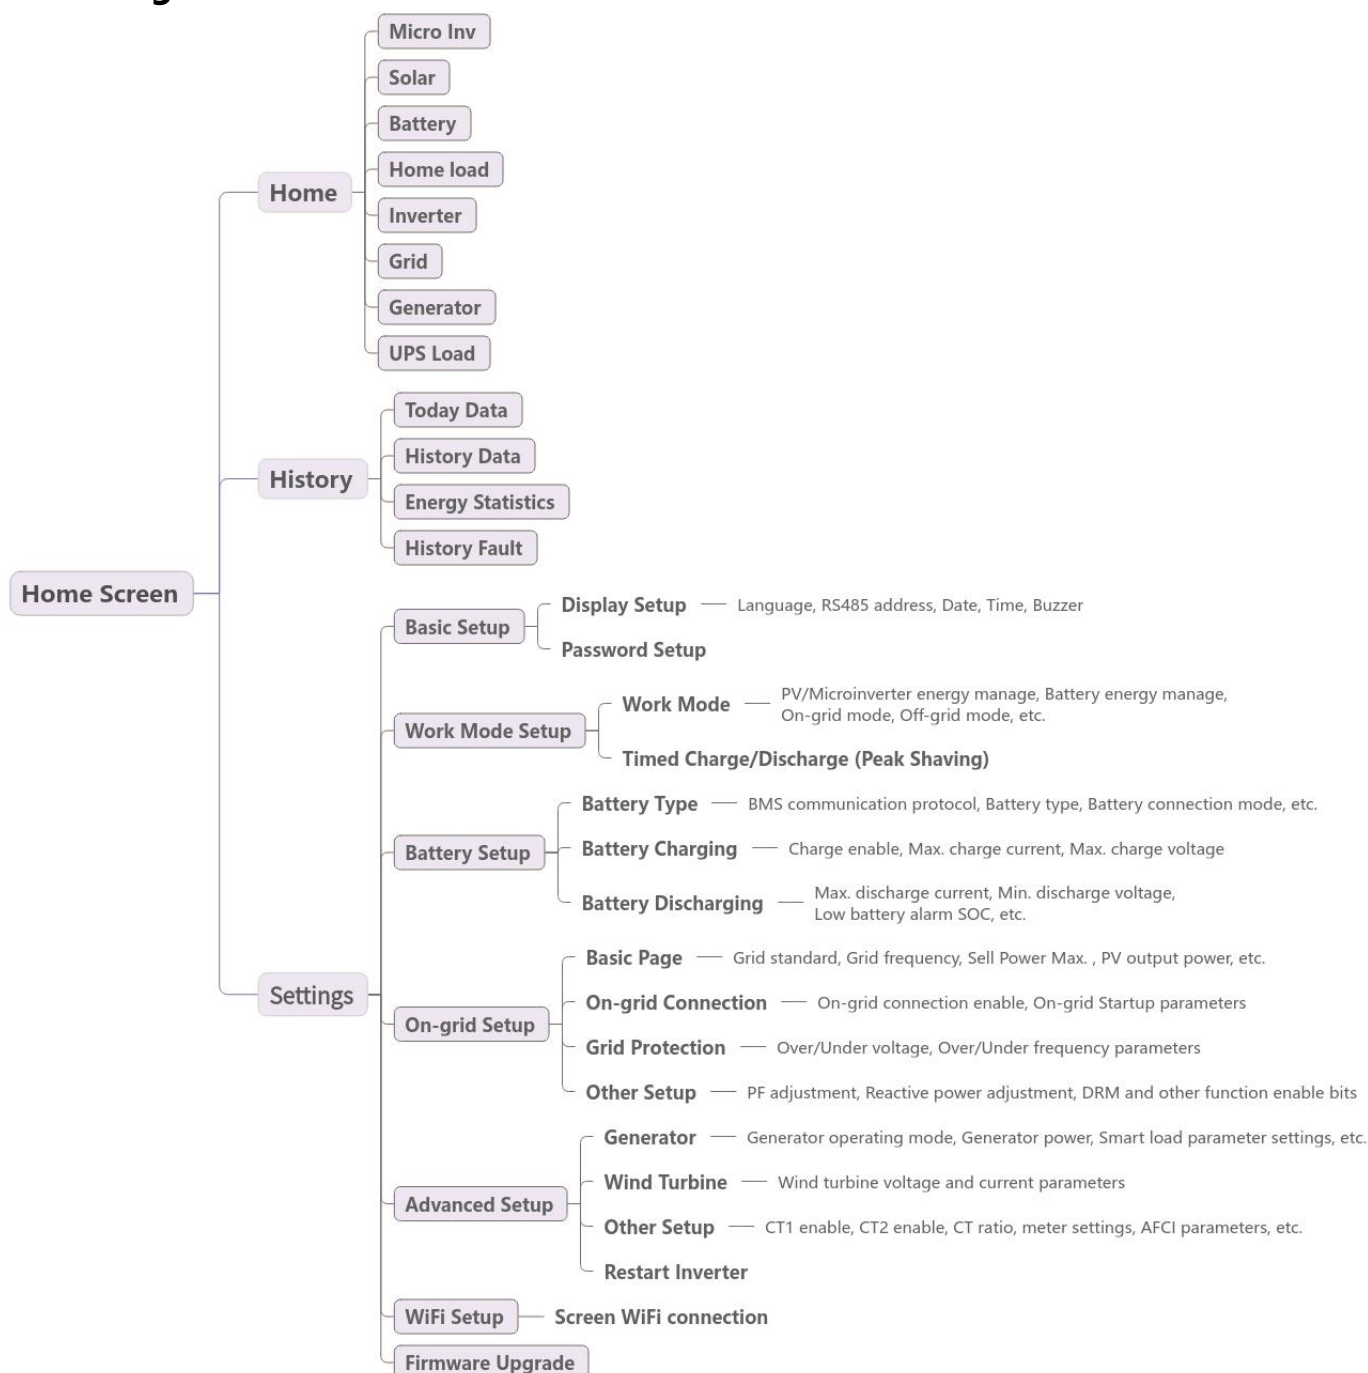 Micro Inv
Solar
Battery
Home load
Home
Inverter
Grid
Generator
UPS Load
Today Data
History Data
History
Energy Statistics
History Fault
Home Screen
Display Setup
Language, RS485 address, Date, Time, Buzzer
Basic Setup
Password Setup
Work Mode
PV/Microinverter energy manage, Battery energy manage,
On-grid mode, Off-grid mode, etc.
Work Mode Setup
Timed Charge/Discharge (Peak Shaving)
Battery Type
BMS communication protocol, Battery type, Battery connection mode, etc.
Battery Setup
Battery Charging
Charge enable, Max. charge current, Max. charge voltage
Battery Discharging
Max. discharge current, Min. discharge voltage,
Low battery alarm SOC, etc.
Settings
Basic Page
Grid standard, Grid frequency, Sell Power Max. , PV output power, etc.
On-grid Connection
On-grid connection enable, On-grid Startup parameters
On-grid Setup
Grid Protection
Over/Under voltage, Over/Under frequency parameters
Other Setup
PF adjustment, Reactive power adjustment, DRM and other function enable bits
Generator
Generator operating mode, Generator power, Smart load parameter settings, etc.
Wind Turbine
Wind turbine voltage and current parameters
Advanced Setup
Other Setup
CT1 enable, CT2 enable, CT ratio, meter settings, AFCI parameters, etc.
Restart Inverter
WiFi Setup
Screen WiFi connection
Firmware Upgrade